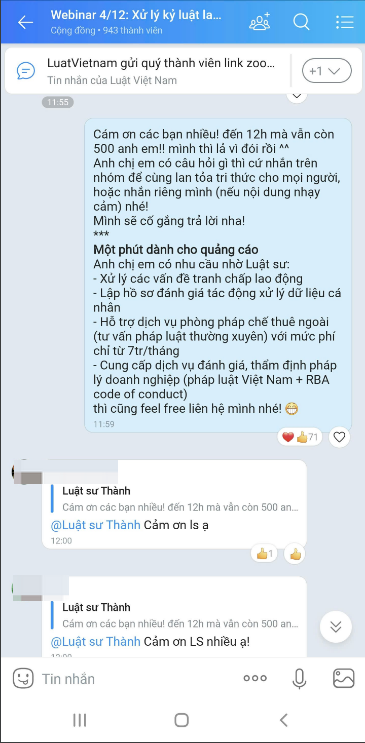 Webinar 4/12: Xử lý kỷ luật la...
Cộng đồng • 943 thành viên
LuatVietnam gửi quý thành viên link zoo...
Tin nhắn của Luật Việt Nam
+1
11:55
Cám ơn các bạn nhiều! đến 12h mà vẫn còn
500 anh em!! mình thì lả vì đói rồi ^^
Anh chị em có câu hỏi gì thì cứ nhắn trên
nhóm để cùng lan tỏa tri thức cho mọi người,
hoặc nhắn riêng mình (nếu nội dung nhạy
cảm) nhé!
Mình sẽ cố gắng trả lời nha!
***
Một phút dành cho quảng cáo
Anh chị em có nhu cầu nhờ Luật sư:
- Xử lý các vấn đề tranh chấp lao động
- Lập hồ sơ đánh giá tác động xử lý dữ liệu cá
nhân
- Hỗ trợ dịch vụ phòng pháp chế thuê ngoài
(tư vấn pháp luật thường xuyên) với mức phí
chỉ từ 7tr/tháng
- Cung cấp dịch vụ đánh giá, thẩm định pháp
lý doanh nghiệp (pháp luật Việt Nam + RBA
code of conduct)
thì cũng feel free liên hệ mình nhé! 😁
11:59
71
Luật sư Thành
Cám ơn các bạn nhiều! đến 12h mà vẫn còn 500 an...
@Luật sư Thành Cảm ơn ls ạ
12:00
1
Luật sư Thành
Cám ơn các bạn nhiều! đến 12h mà vẫn còn 500 an...
@Luật sư Thành Cảm ơn LS nhiều ạ!
12:00
Tin nhắn